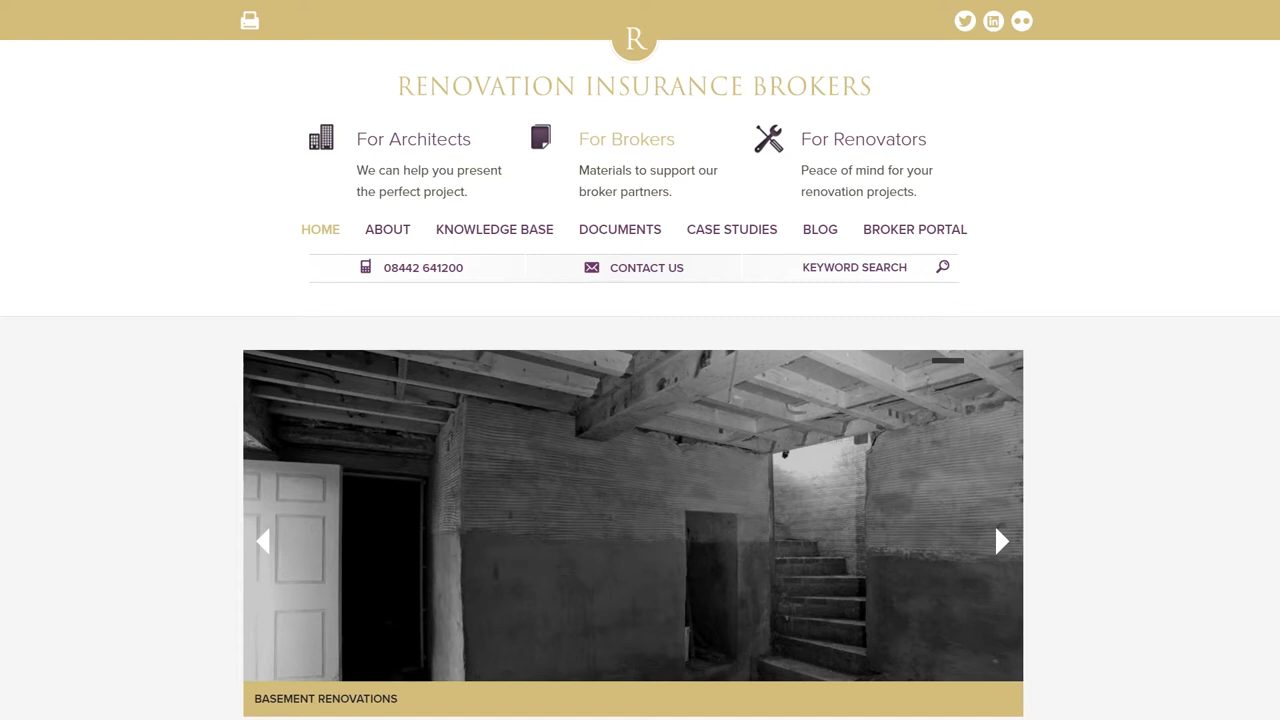 R
RENOVATION INSURANCE BROKERS
For Architects
We can help you present
the perfect project.
For Brokers
Materials to support our
broker partners.
For Renovators
Peace of mind for your
renovation projects.
HOME ABOUT KNOWLEDGE BASE DOCUMENTS CASE STUDIES BLOG BROKER PORTAL
08442 641200 CONTACT US KEYWORD SEARCH
BASEMENT RENOVATIONS